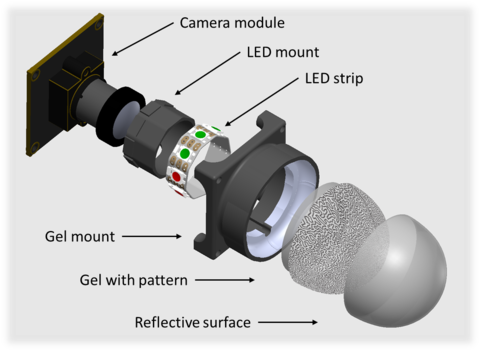 Camera module
LED mount
LED strip
Gel mount
Gel with pattern
Reflective surface